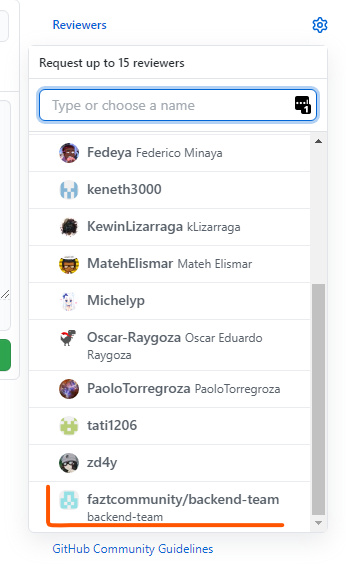 Reviewers
Request up to 15 reviewers
Type or choose a name
1
Fedeya Federico Minaya
keneth3000
KewinLizarraga kLizarraga
MatehElismar Mateh Elismar
Michelyp
Oscar-Raygoza Oscar Eduardo
Raygoza
PaoloTorregroza PaoloTorregroza
tati1206
zd4y
faztcommunity/backend-team
backend-team
GitHub Community Guidelines